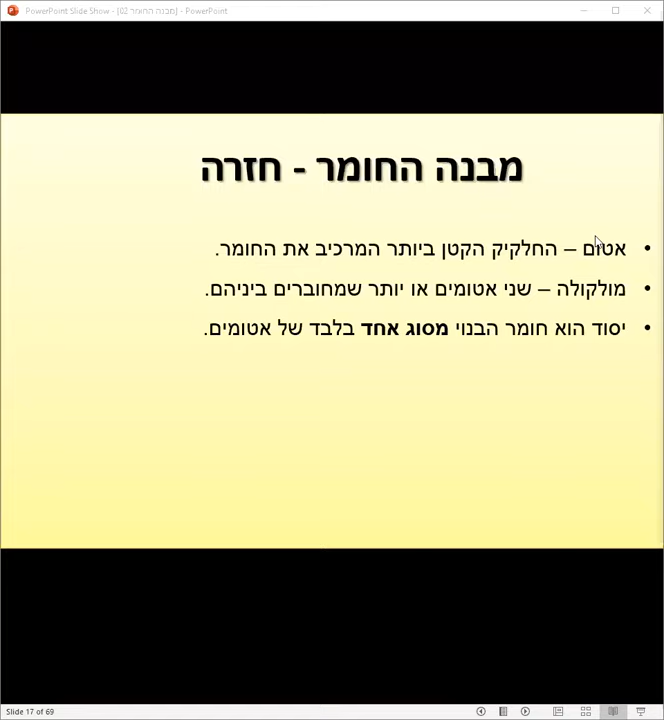 PowerPoint Slide Show - [02 מבנה החומר] - PowerPoint
מבנה החומר - חזרה
• אטום – החלקיק הקטן ביותר המרכיב את החומר.
• מולקולה – שני אטומים או יותר שמחוברים ביניהם.
• יסוד הוא חומר הבנוי מסוג אחד בלבד של אטומים.
Slide 17 of 69